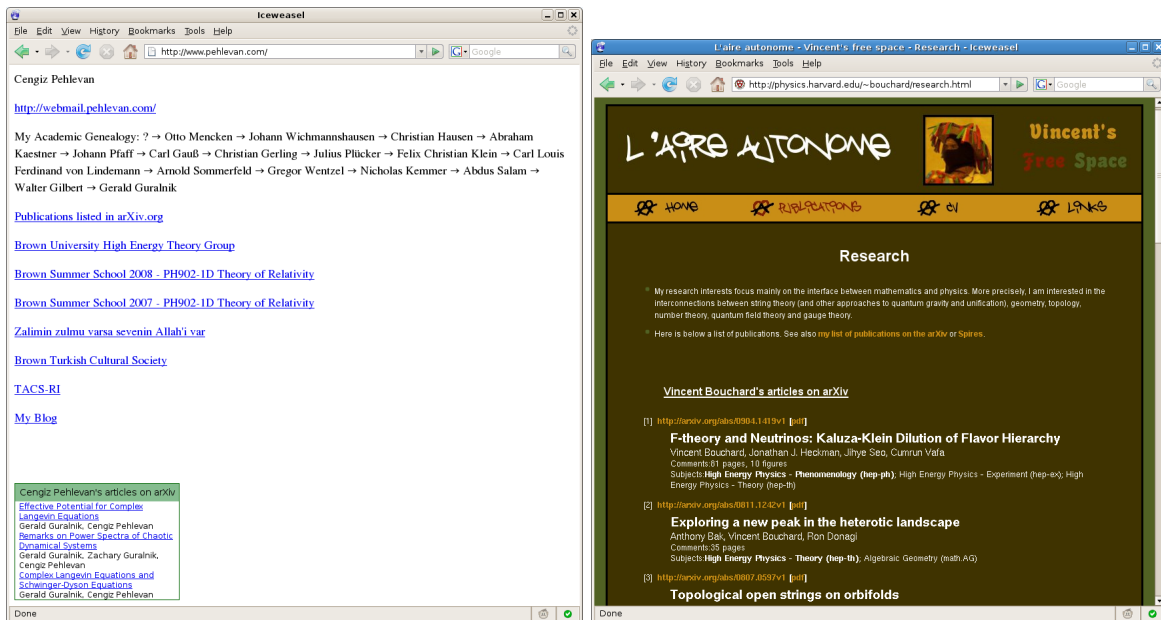 Iceweasel
File Edit View History Bookmarks Tools Help
http://www.pehlevan.com/
Google
Cengiz Pehlevan
http://webmail.pehlevan.com/
My Academic Genealogy: ? → Otto Mencken → Johann Wichmannshausen → Christian Hausen → Abraham
Kaestner → Johann Pfaff → Carl Gauß → Christian Gerling → Julius Plücker → Felix Christian Klein → Carl Louis
Ferdinand von Lindemann → Arnold Sommerfeld → Gregor Wentzel → Nicholas Kemmer → Abdus Salam →
Walter Gilbert → Gerald Guralnik
Publications listed in arXiv.org
Brown University High Energy Theory Group
Brown Summer School 2008 - PH902-1D Theory of Relativity
Brown Summer School 2007 - PH902-1D Theory of Relativity
Zalimin zulmu varsa sevenin Allah'i var
Brown Turkish Cultural Society
TACS-RI
My Blog
Cengiz Pehlevan's articles on arXiv
Effective Potential for Complex
Langevin Equations
Gerald Guralnik, Cengiz Pehlevan
Remarks on Power Spectra of Chaotic
Dynamical Systems
Gerald Guralnik, Zachary Guralnik,
Cengiz Pehlevan
Complex Langevin Equations and
Schwinger-Dyson Equations
Gerald Guralnik, Cengiz Pehlevan
Done
L'aire autonome - Vincent's free space - Research - Iceweasel
File Edit View History Bookmarks Tools Help
http://physics.harvard.edu/~bouchard/research.html
Google
L'AIRE AUTONOME
Vincent's
Free Space
HOME PUBLICATIONS CV LINKS
Research
My research interests focus mainly on the interface between mathematics and physics. More precisely, I am interested in the
interconnections between string theory (and other approaches to quantum gravity and unification), geometry, topology,
number theory, quantum field theory and gauge theory.
Here is below a list of publications. See also my list of publications on the arXiv or Spires.
Vincent Bouchard's articles on arXiv
[1] http://arxiv.org/abs/0904.1419v1 [pdf]
F-theory and Neutrinos: Kaluza-Klein Dilution of Flavor Hierarchy
Vincent Bouchard, Jonathan J. Heckman, Jihye Seo, Cumrun Vafa
Comments:81 pages, 10 figures
Subjects:High Energy Physics - Phenomenology (hep-ph); High Energy Physics - Experiment (hep-ex); High
Energy Physics - Theory (hep-th)
[2] http://arxiv.org/abs/0811.1242v1 [pdf]
Exploring a new peak in the heterotic landscape
Anthony Bak, Vincent Bouchard, Ron Donagi
Comments:35 pages
Subjects:High Energy Physics - Theory (hep-th); Algebraic Geometry (math.AG)
[3] http://arxiv.org/abs/0807.0597v1 [pdf]
Topological open strings on orbifolds
Done